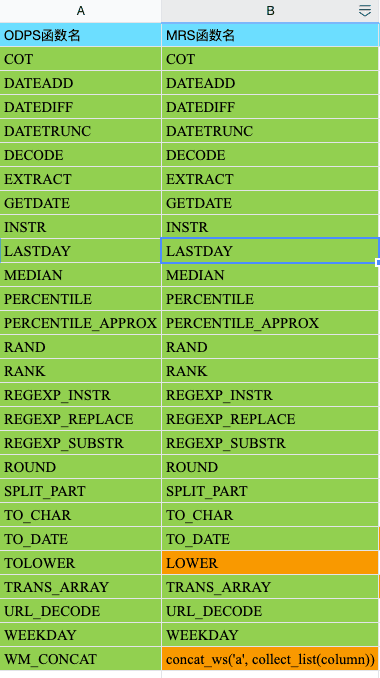 A B
ODPS函数名 MRS函数名
COT COT
DATEADD DATEADD
DATEDIFF DATEDIFF
DATETRUNC DATETRUNC
DECODE DECODE
EXTRACT EXTRACT
GETDATE GETDATE
INSTR INSTR
LASTDAY LASTDAY
MEDIAN MEDIAN
PERCENTILE PERCENTILE
PERCENTILE_APPROX PERCENTILE_APPROX
RAND RAND
RANK RANK
REGEXP_INSTR REGEXP_INSTR
REGEXP_REPLACE REGEXP_REPLACE
REGEXP_SUBSTR REGEXP_SUBSTR
ROUND ROUND
SPLIT_PART SPLIT_PART
TO_CHAR TO_CHAR
TO_DATE TO_DATE
TOLOWER LOWER
TRANS_ARRAY TRANS_ARRAY
URL_DECODE URL_DECODE
WEEKDAY WEEKDAY
WM_CONCAT concat_ws('a', collect_list(column))